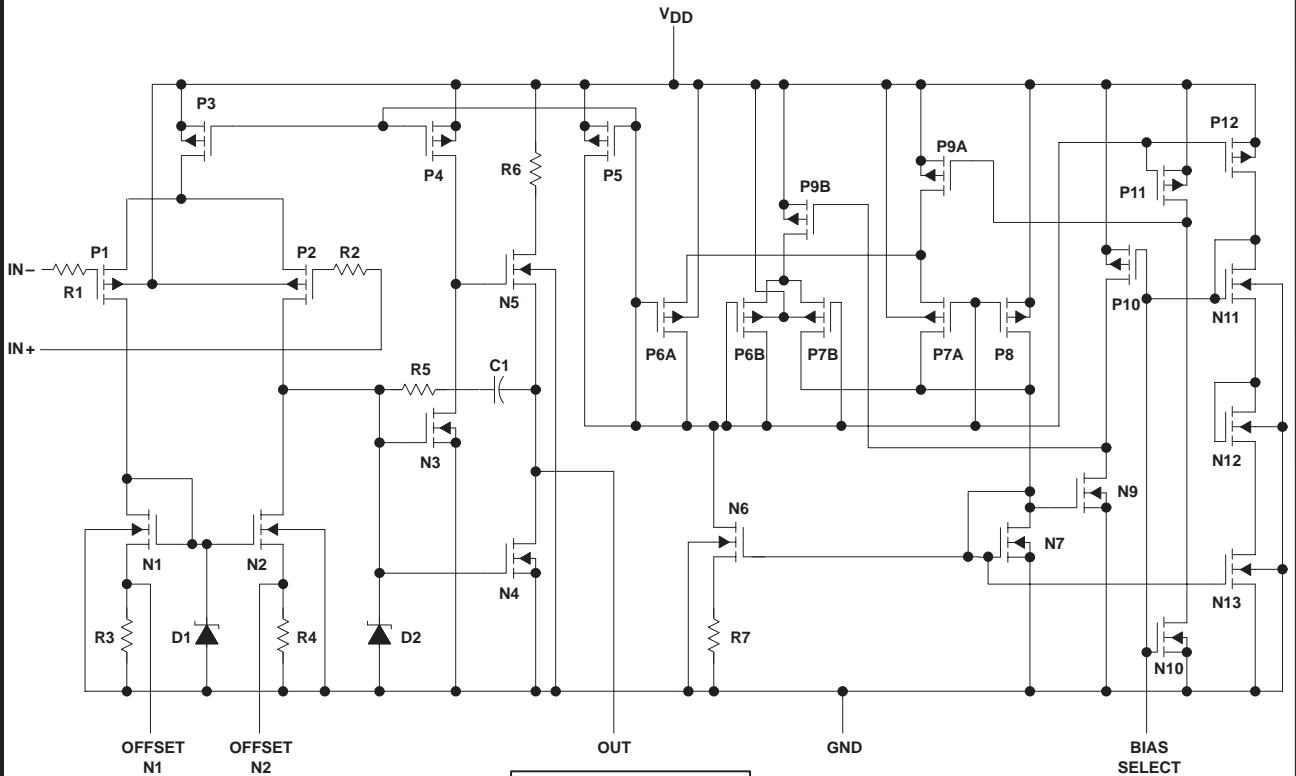 VDD
P3
P12
P9A
P4
R6
P5
P11
P9B
P1
P2
R2
IN−
R1
N5
P10
N11
IN+
P6A
P6B
P7B
P7A
P8
R5
C1
N3
N12
N9
N6
N1
N2
N7
N4
N13
R3
D1
R4
D2
R7
N10
OFFSET
N1
OFFSET
N2
OUT
GND
BIAS
SELECT